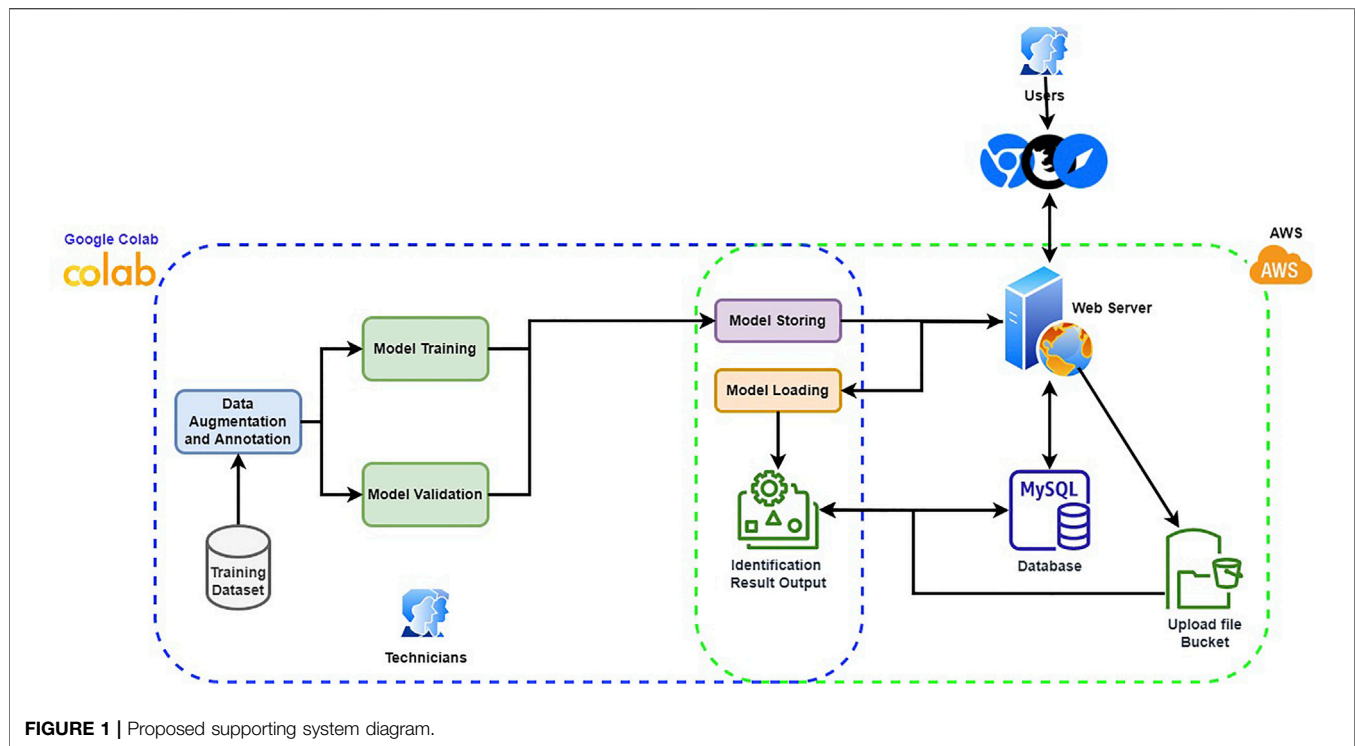 Users
Google Colab
colab
AWS
AWS
Web Server
Model Storing
Model Training
Model Loading
Data
Augmentation
and Annotation
Model Validation
MySQL
Identification
Result Output
Database
Training
Dataset
Upload file
Bucket
Technicians
FIGURE 1 | Proposed supporting system diagram.